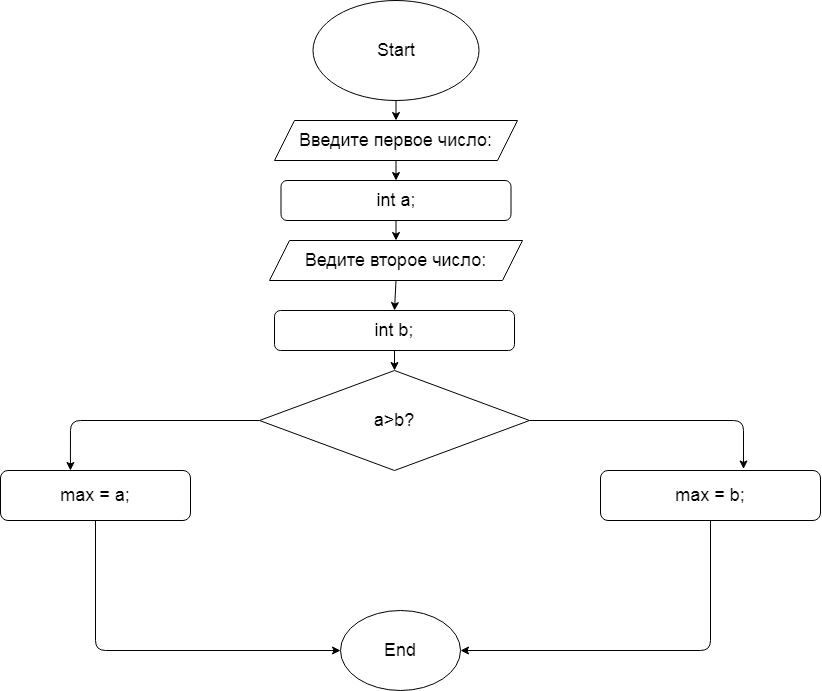 Start
Введите первое число:
int a;
Ведите второе число:
int b;
a>b?
max = a;
max = b;
End